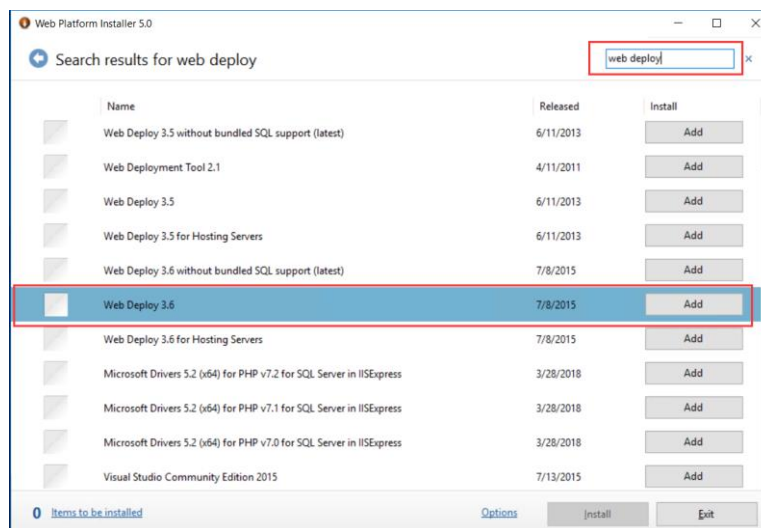 Web Platform Installer 5.0
Search results for web deploy
web deploy
Name Released Install
Web Deploy 3.5 without bundled SQL support (latest) 6/11/2013 Add
Web Deployment Tool 2.1 4/11/2011 Add
Web Deploy 3.5 6/11/2013 Add
Web Deploy 3.5 for Hosting Servers 6/11/2013 Add
Web Deploy 3.6 without bundled SQL support (latest) 7/8/2015 Add
Web Deploy 3.6 7/8/2015 Add
Web Deploy 3.6 for Hosting Servers 7/8/2015 Add
Microsoft Drivers 5.2 (x64) for PHP v7.2 for SQL Server in IISExpress 3/28/2018 Add
Microsoft Drivers 5.2 (x64) for PHP v7.1 for SQL Server in IISExpress 3/28/2018 Add
Microsoft Drivers 5.2 (x64) for PHP v7.0 for SQL Server in IISExpress 3/28/2018 Add
Visual Studio Community Edition 2015 7/13/2015 Add
0 Items to be installed Options Install Exit